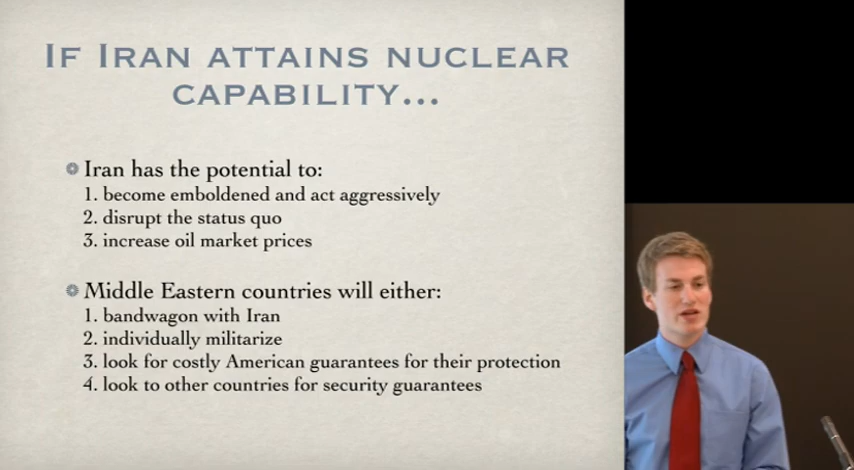 IF IRAN ATTAINS NUCLEAR
CAPABILITY...
Iran has the potential to:
1. become emboldened and act aggressively
2. disrupt the status quo
3. increase oil market prices
Middle Eastern countries will either:
1. bandwagon with Iran
2. individually militarize
3. look for costly American guarantees for their protection
4. look to other countries for security guarantees